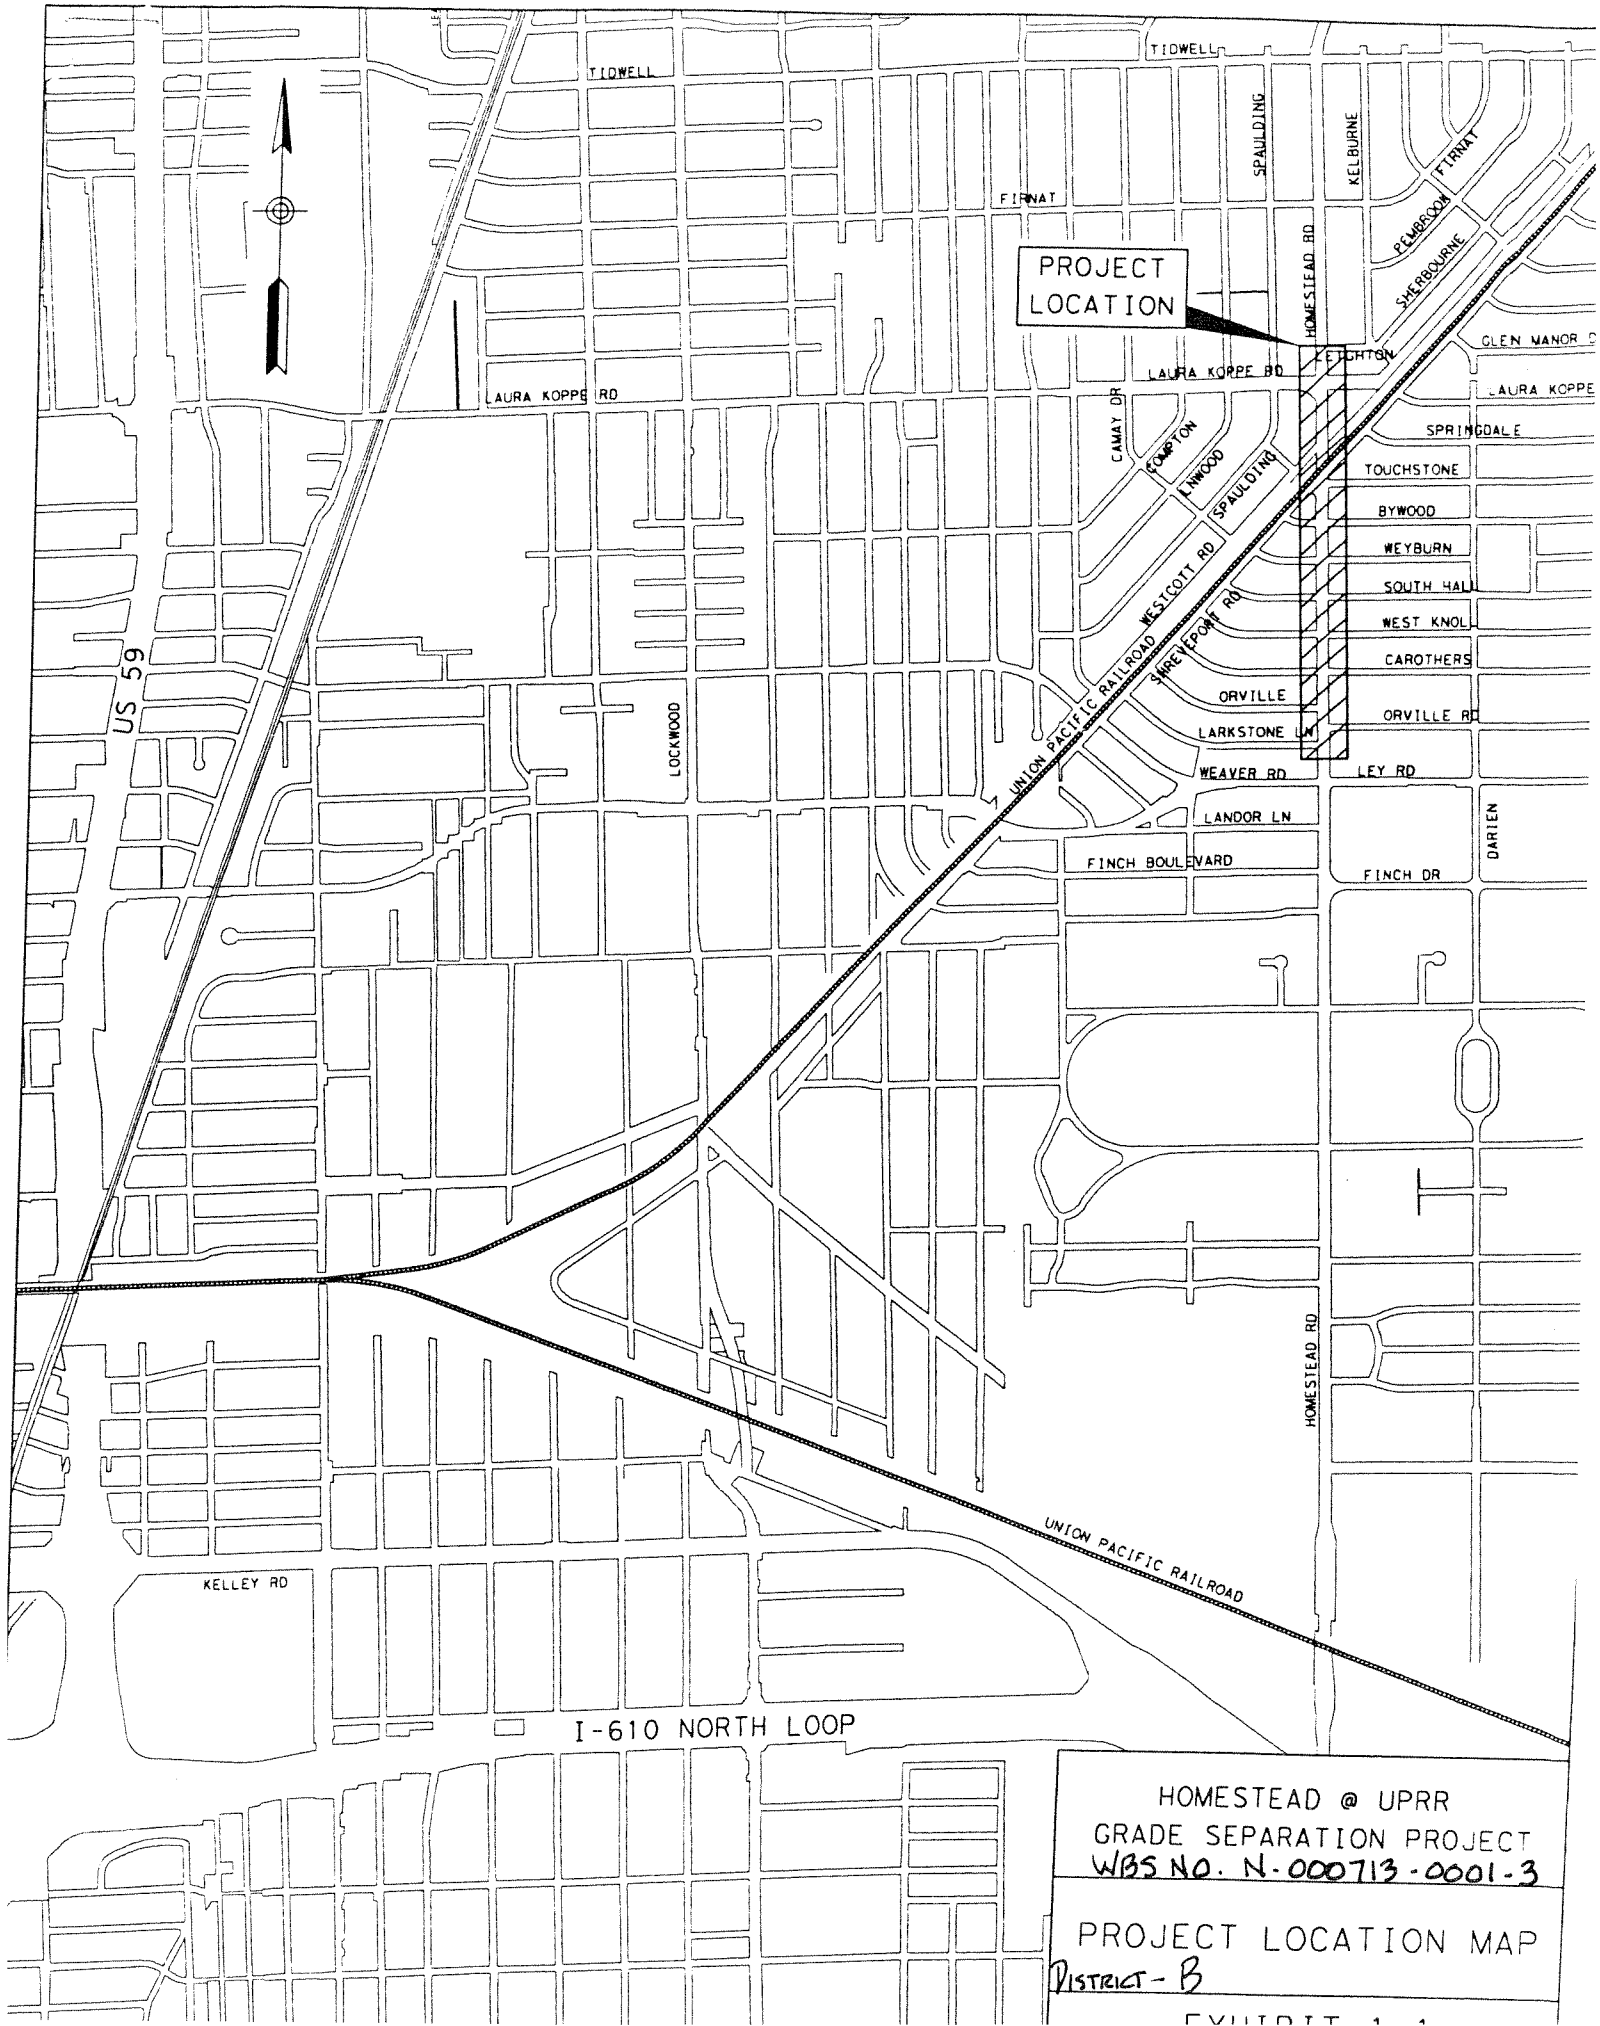 TIDWELL
TIDWELL
SPAULDING
KELBURNE
FIRNAT
FIRNAT
PEMBROOK
SHERBOURNE
HOMESTEAD RD
PROJECT
LOCATION
LEIGHTON
GLEN MANOR
LAURA KOPPE RD
LAURA KOPPE RD
LAURA KOPPE
CAMAY DR
COMPTON
LNWOOD
SPAULDING
SPRINGDALE
TOUCHSTONE
BYWOOD
WEYBURN
SOUTH HALL
WEST KNOLL
CAROTHERS
WESTCOTT RD
SHREVEPORT RD
UNION PACIFIC RAILROAD
US 59
LOCKWOOD
ORVILLE
ORVILLE RD
LARKSTONE LN
WEAVER RD
LEY RD
LANDOR LN
DARIEN
FINCH BOULEVARD
FINCH DR
HOMESTEAD RD
UNION PACIFIC RAILROAD
KELLEY RD
I-610 NORTH LOOP
HOMESTEAD @ UPRR
GRADE SEPARATION PROJECT
WBS NO. N-000713-0001-3
PROJECT LOCATION MAP
DISTRICT - B